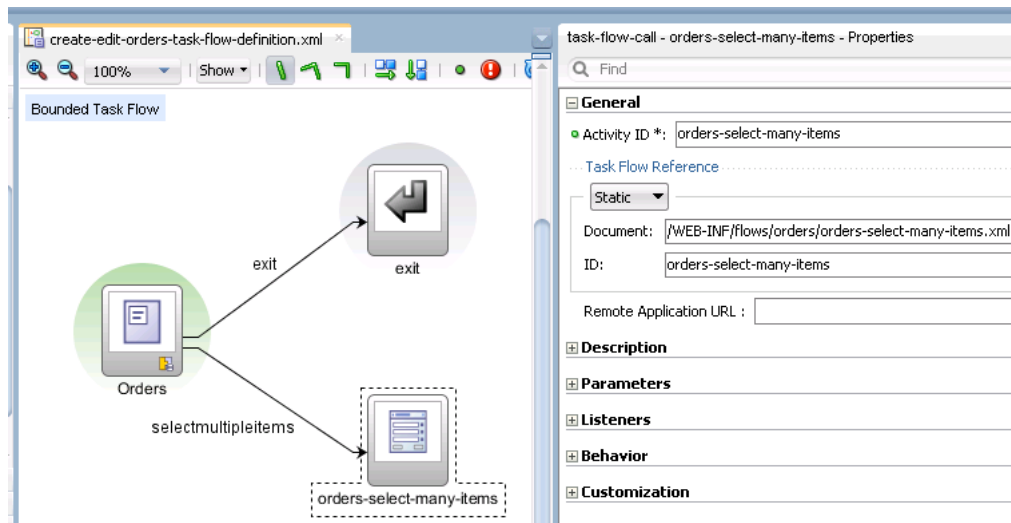 create-edit-orders-task-flow-definition.xml
100%
Show
Bounded Task Flow
exit
exit
Orders
selectmultipleitems
orders-select-many-items
task-flow-call - orders-select-many-items - Properties
Find
General
Activity ID *: orders-select-many-items
Task Flow Reference
Static
Document: /WEB-INF/flows/orders/orders-select-many-items.xml
ID: orders-select-many-items
Remote Application URL :
Description
Parameters
Listeners
Behavior
Customization